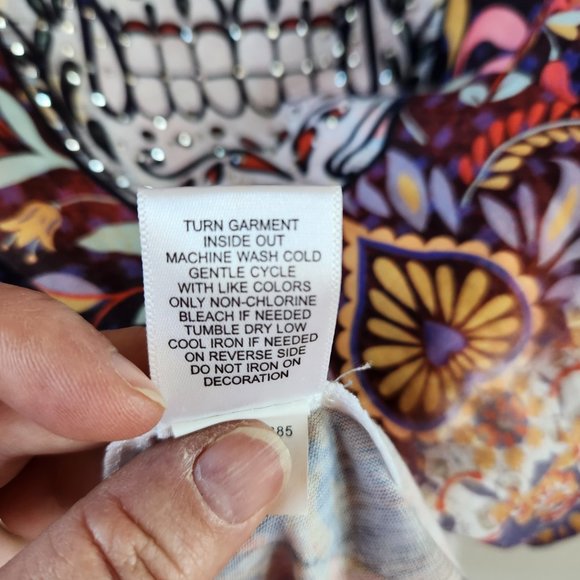 TURN GARMENT
INSIDE OUT
MACHINE WASH COLD
GENTLE CYCLE
WITH LIKE COLORS
ONLY NON-CHLORINE
BLEACH IF NEEDED
TUMBLE DRY LOW
COOL IRON IF NEEDED
ON REVERSE SIDE
DO NOT IRON ON
DECORATION